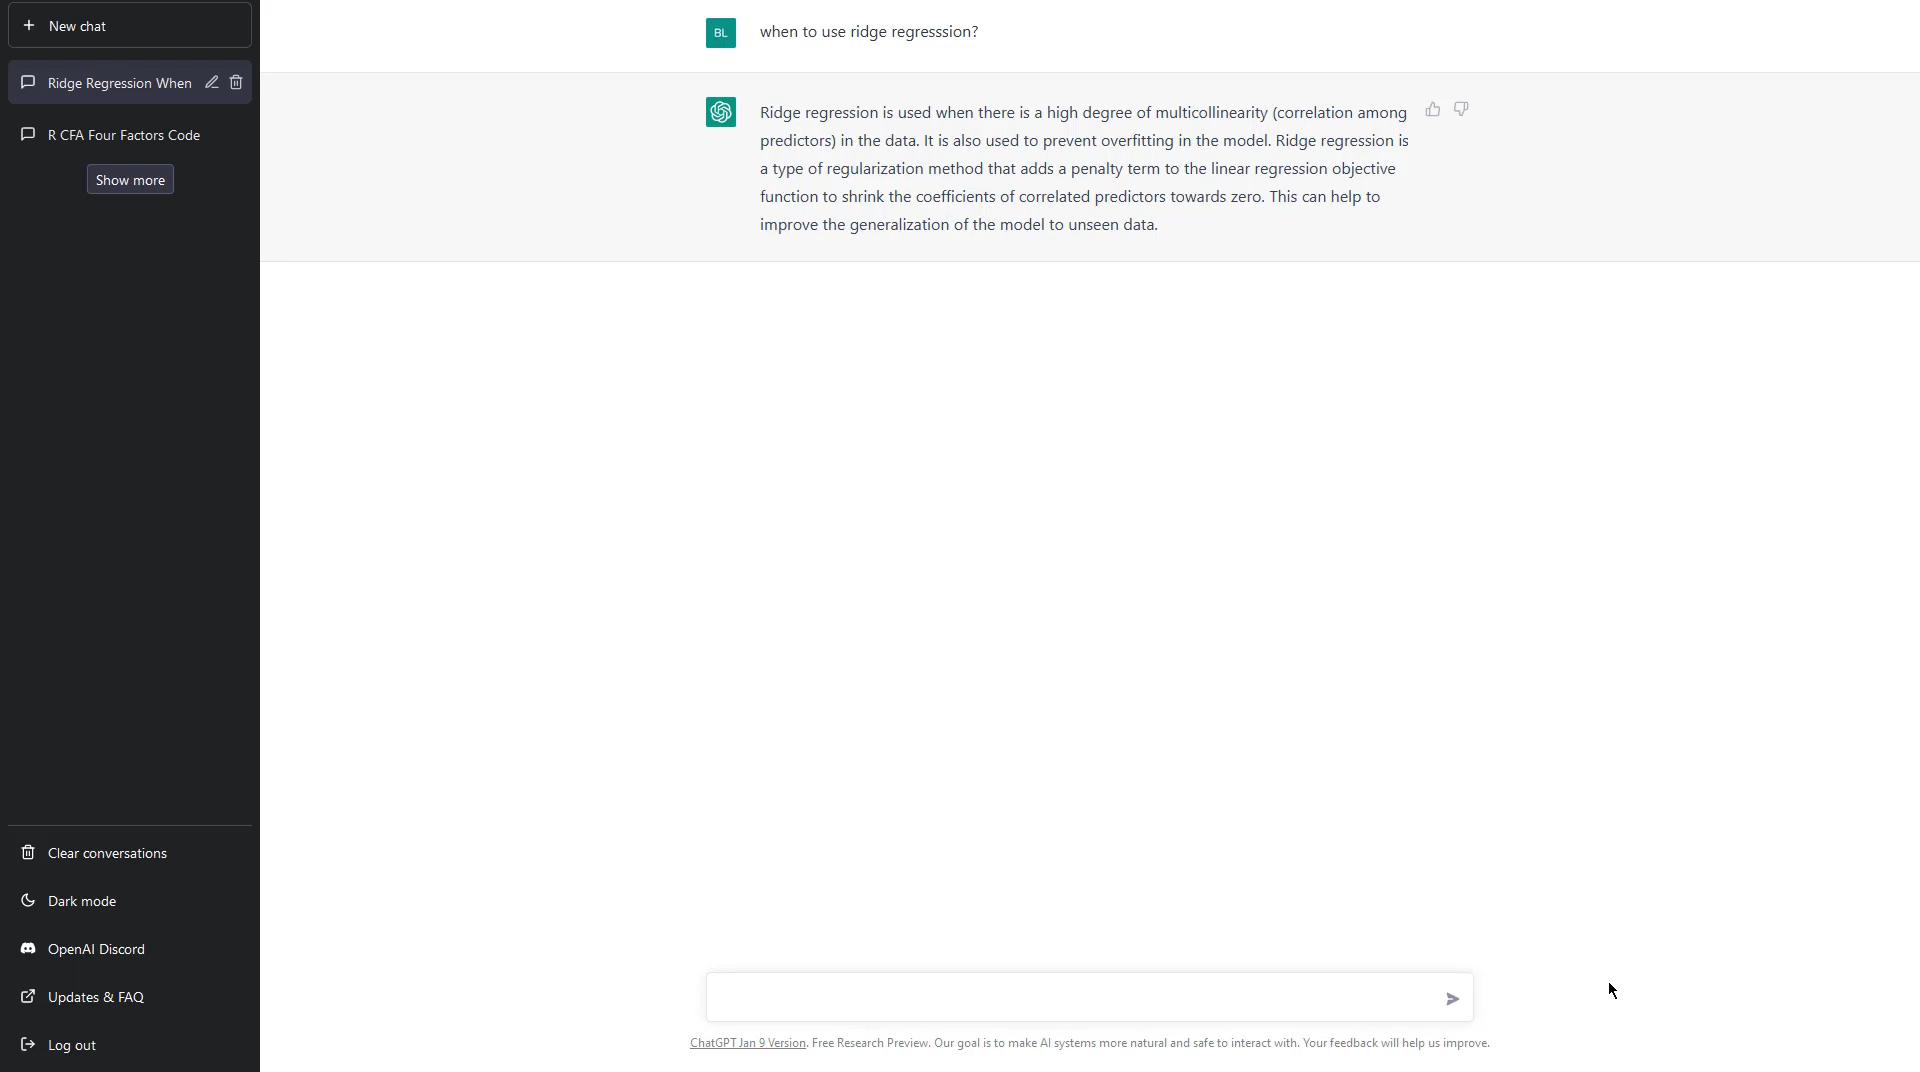 New chat
Ridge Regression When
R CFA Four Factors Code
Show more
Clear conversations
Dark mode
OpenAI Discord
Updates & FAQ
Log out
BL
when to use ridge regresssion?
Ridge regression is used when there is a high degree of multicollinearity (correlation among
predictors) in the data. It is also used to prevent overfitting in the model. Ridge regression is
a type of regularization method that adds a penalty term to the linear regression objective
function to shrink the coefficients of correlated predictors towards zero. This can help to
improve the generalization of the model to unseen data.
ChatGPT Jan 9 Version. Free Research Preview. Our goal is to make AI systems more natural and safe to interact with. Your feedback will help us improve.